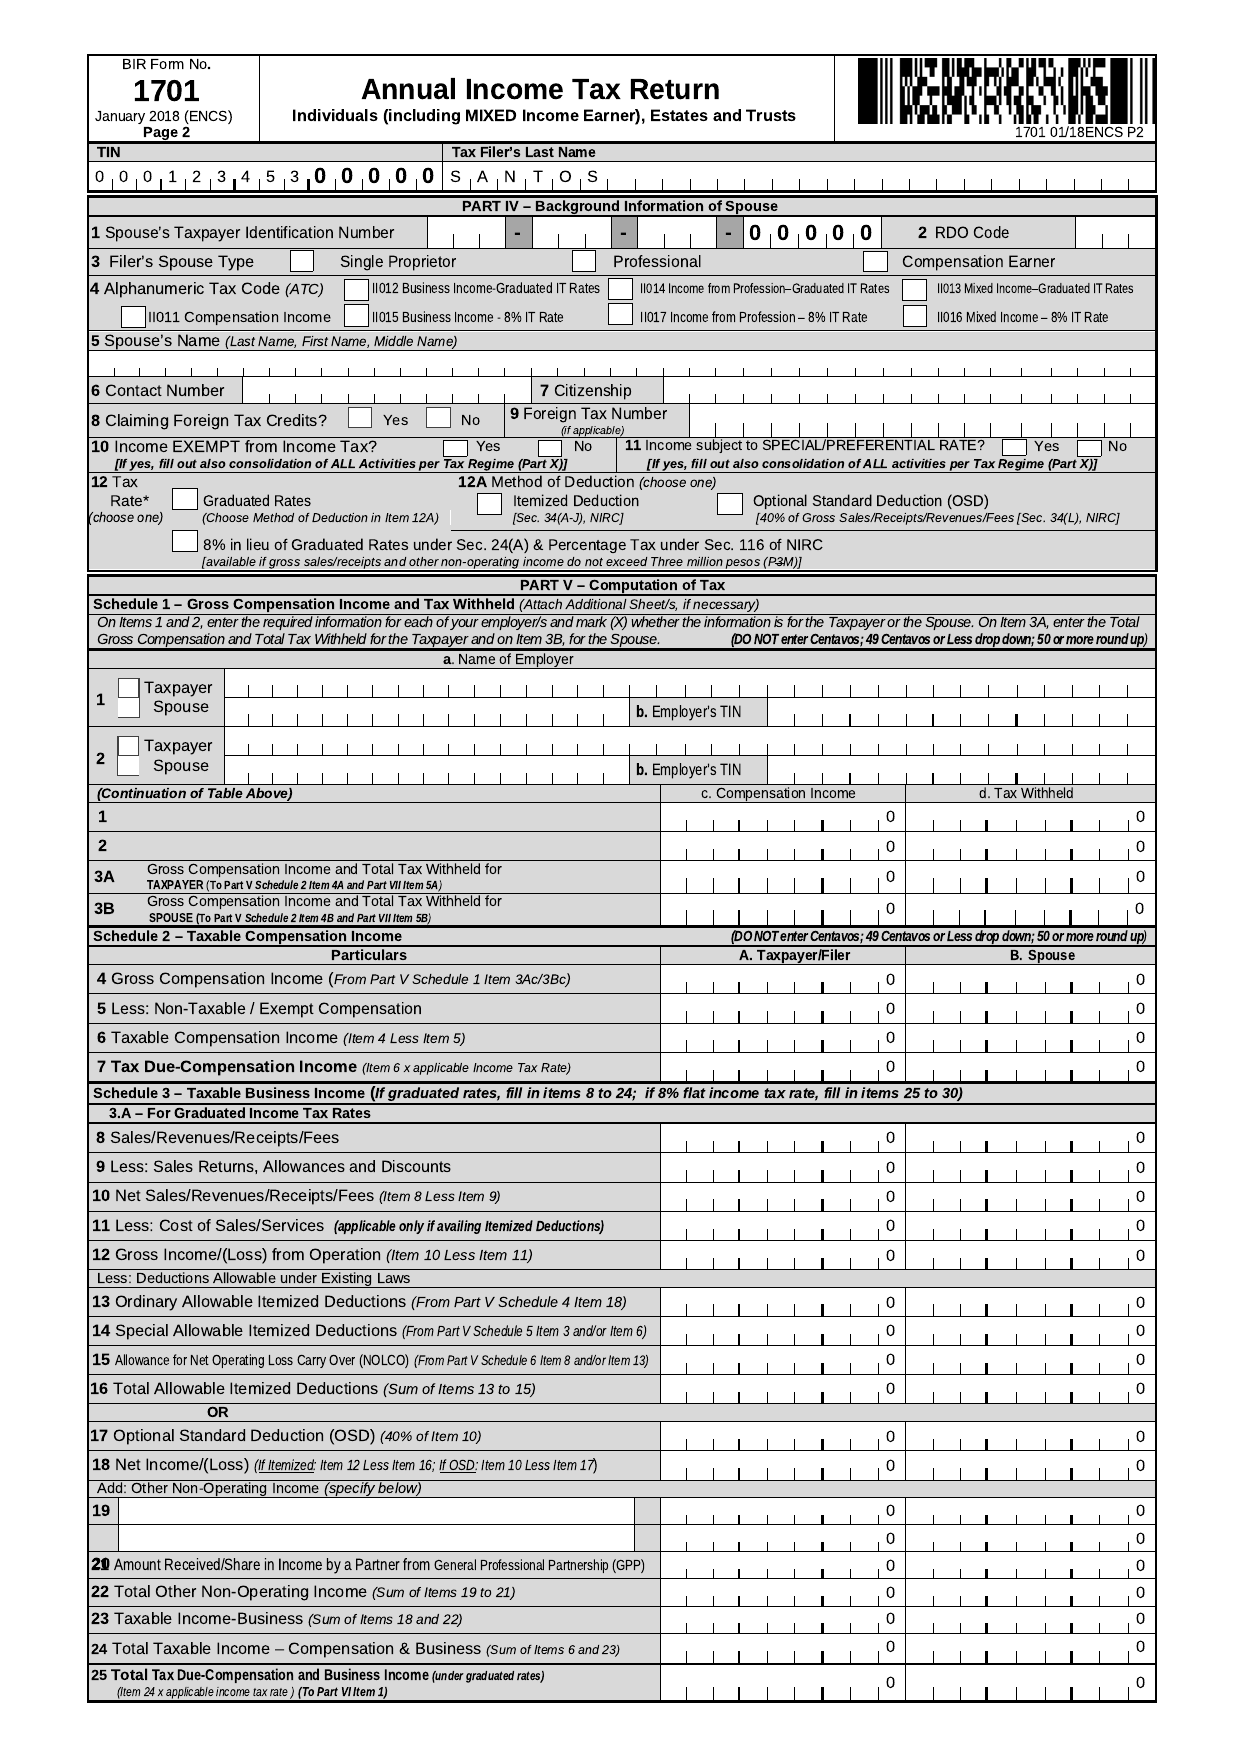 BIR Form No.
1701
January 2018 (ENCS)
Page 2
Annual Income Tax Return
Individuals (including MIXED Income Earner), Estates and Trusts
1701 01/18ENCS P2
TIN Tax Filer's Last Name
0 0 0 1 2 3 4 5 3 0 0 0 0 0 S A N T O S
PART IV – Background Information of Spouse
1 Spouse's Taxpayer Identification Number - - - 0 0 0 0 0 2 RDO Code
3 Filer's Spouse Type Single Proprietor Professional Compensation Earner
4 Alphanumeric Tax Code (ATC) II012 Business Income-Graduated IT Rates II014 Income from Profession–Graduated IT Rates II013 Mixed Income–Graduated IT Rates
II011 Compensation Income II015 Business Income - 8% IT Rate II017 Income from Profession – 8% IT Rate II016 Mixed Income – 8% IT Rate
5 Spouse's Name (Last Name, First Name, Middle Name)
6 Contact Number 7 Citizenship
8 Claiming Foreign Tax Credits? Yes No 9 Foreign Tax Number
(if applicable)
10 Income EXEMPT from Income Tax? Yes No 11 Income subject to SPECIAL/PREFERENTIAL RATE? Yes No
[If yes, fill out also consolidation of ALL Activities per Tax Regime (Part X)] [If yes, fill out also consolidation of ALL activities per Tax Regime (Part X)]
12 Tax 12A Method of Deduction (choose one)
Rate* Graduated Rates Itemized Deduction Optional Standard Deduction (OSD)
(choose one) (Choose Method of Deduction in Item 12A) [Sec. 34(A-J), NIRC] [40% of Gross Sales/Receipts/Revenues/Fees [Sec. 34(L), NIRC]
8% in lieu of Graduated Rates under Sec. 24(A) & Percentage Tax under Sec. 116 of NIRC
[available if gross sales/receipts and other non-operating income do not exceed Three million pesos (P3M)]
PART V – Computation of Tax
Schedule 1 – Gross Compensation Income and Tax Withheld (Attach Additional Sheet/s, if necessary)
On Items 1 and 2, enter the required information for each of your employer/s and mark (X) whether the information is for the Taxpayer or the Spouse. On Item 3A, enter the Total
Gross Compensation and Total Tax Withheld for the Taxpayer and on Item 3B, for the Spouse. (DO NOT enter Centavos; 49 Centavos or Less drop down; 50 or more round up)
a. Name of Employer
1 Taxpayer
Spouse b. Employer's TIN
2 Taxpayer
Spouse b. Employer's TIN
(Continuation of Table Above) c. Compensation Income d. Tax Withheld
1 0 0
2 0 0
3A Gross Compensation Income and Total Tax Withheld for 0 0
TAXPAYER (To Part V Schedule 2 Item 4A and Part VII Item 5A)
3B Gross Compensation Income and Total Tax Withheld for 0 0
SPOUSE (To Part V Schedule 2 Item 4B and Part VII Item 5B)
Schedule 2 – Taxable Compensation Income (DO NOT enter Centavos; 49 Centavos or Less drop down; 50 or more round up)
Particulars A. Taxpayer/Filer B. Spouse
4 Gross Compensation Income (From Part V Schedule 1 Item 3Ac/3Bc) 0 0
5 Less: Non-Taxable / Exempt Compensation 0 0
6 Taxable Compensation Income (Item 4 Less Item 5) 0 0
7 Tax Due-Compensation Income (Item 6 x applicable Income Tax Rate) 0 0
Schedule 3 – Taxable Business Income (If graduated rates, fill in items 8 to 24; if 8% flat income tax rate, fill in items 25 to 30)
3.A – For Graduated Income Tax Rates
8 Sales/Revenues/Receipts/Fees 0 0
9 Less: Sales Returns, Allowances and Discounts 0 0
10 Net Sales/Revenues/Receipts/Fees (Item 8 Less Item 9) 0 0
11 Less: Cost of Sales/Services (applicable only if availing Itemized Deductions) 0 0
12 Gross Income/(Loss) from Operation (Item 10 Less Item 11) 0 0
Less: Deductions Allowable under Existing Laws
13 Ordinary Allowable Itemized Deductions (From Part V Schedule 4 Item 18) 0 0
14 Special Allowable Itemized Deductions (From Part V Schedule 5 Item 3 and/or Item 6) 0 0
15 Allowance for Net Operating Loss Carry Over (NOLCO) (From Part V Schedule 6 Item 8 and/or Item 13) 0 0
16 Total Allowable Itemized Deductions (Sum of Items 13 to 15) 0 0
OR
17 Optional Standard Deduction (OSD) (40% of Item 10) 0 0
18 Net Income/(Loss) (If Itemized: Item 12 Less Item 16; If OSD: Item 10 Less Item 17) 0 0
Add: Other Non-Operating Income (specify below)
19 0 0
0 0
Amount Received/Share in Income by a Partner from General Professional Partnership (GPP) 0 0
22 Total Other Non-Operating Income (Sum of Items 19 to 21) 0 0
23 Taxable Income-Business (Sum of Items 18 and 22) 0 0
24 Total Taxable Income – Compensation & Business (Sum of Items 6 and 23) 0 0
25 Total Tax Due-Compensation and Business Income (under graduated rates) 0 0
(Item 24 x applicable income tax rate ) (To Part VI Item 1)